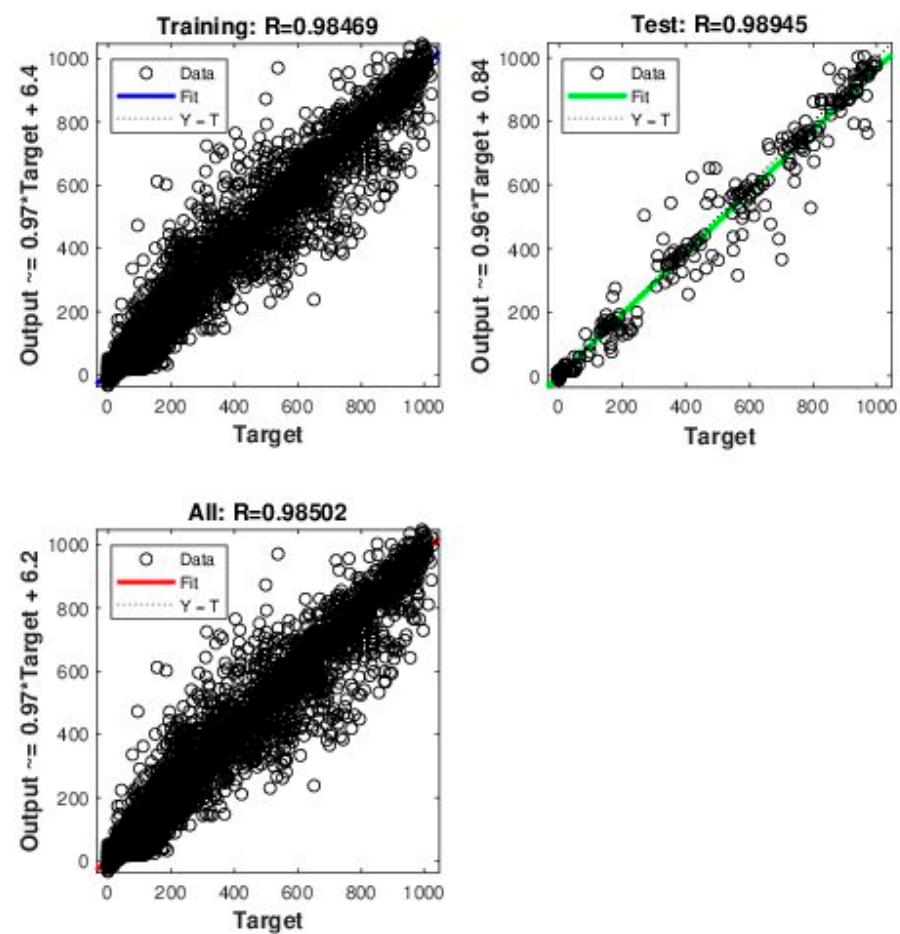 Training: R=0.98469
Output ~= 0.97*Target + 6.4
1000
800
600
400
200
0
Data
Fit
Y = T
0 200 400 600 800 1000
Target
Test: R=0.98945
Output ~= 0.96*Target + 0.84
1000
800
600
400
200
0
Data
Fit
Y = T
0 200 400 600 800 1000
Target
All: R=0.98502
Output ~= 0.97*Target + 6.2
1000
800
600
400
200
0
Data
Fit
Y = T
0 200 400 600 800 1000
Target